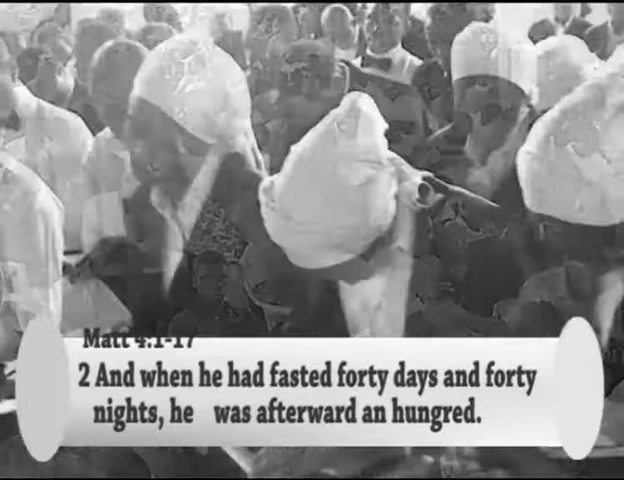 Matt 4:1-17
2 And when he had fasted forty days and forty
nights, he was afterward an hungred.